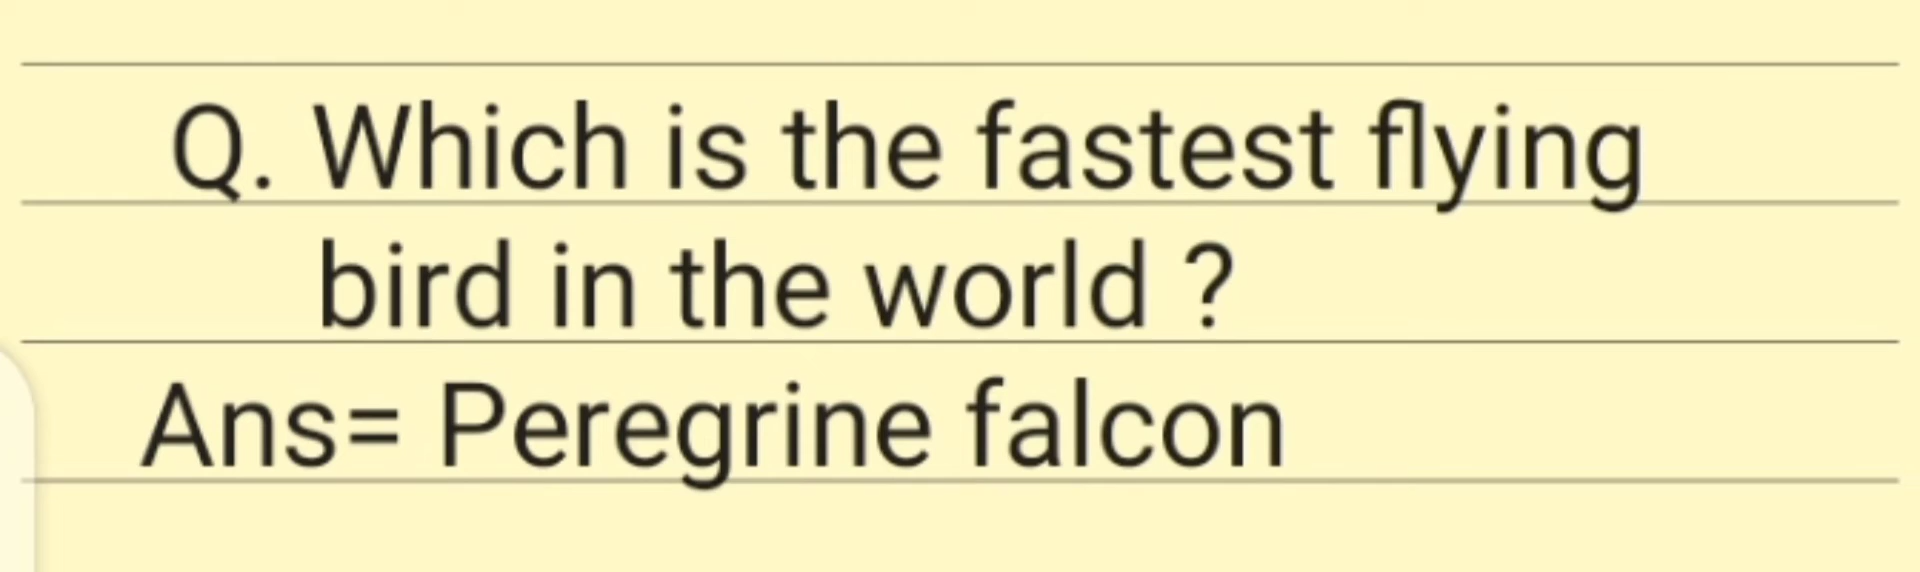 Q. Which is the fastest flying
bird in the world ?
Ans= Peregrine falcon